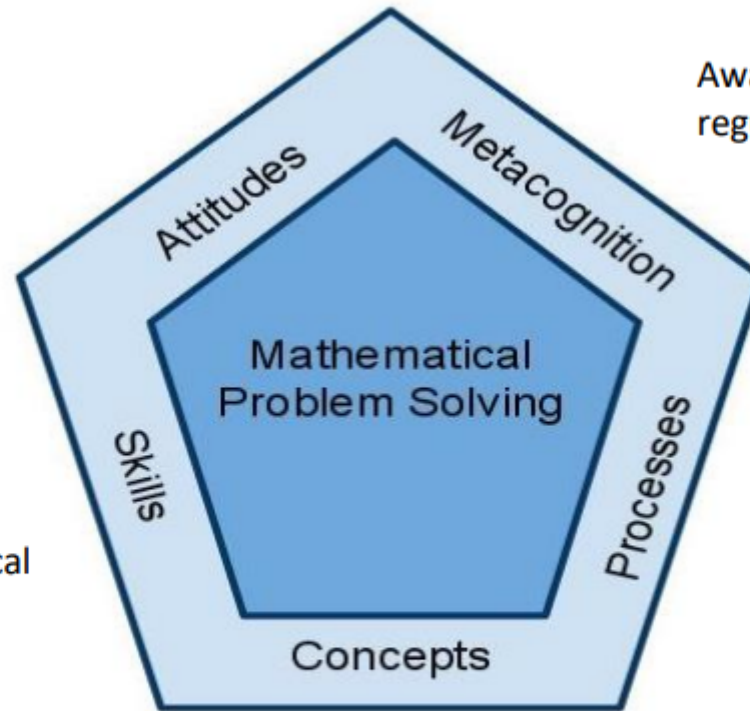 Attitudes
Metacognition
Mathematical
Problem Solving
Skills
Processes
Concepts